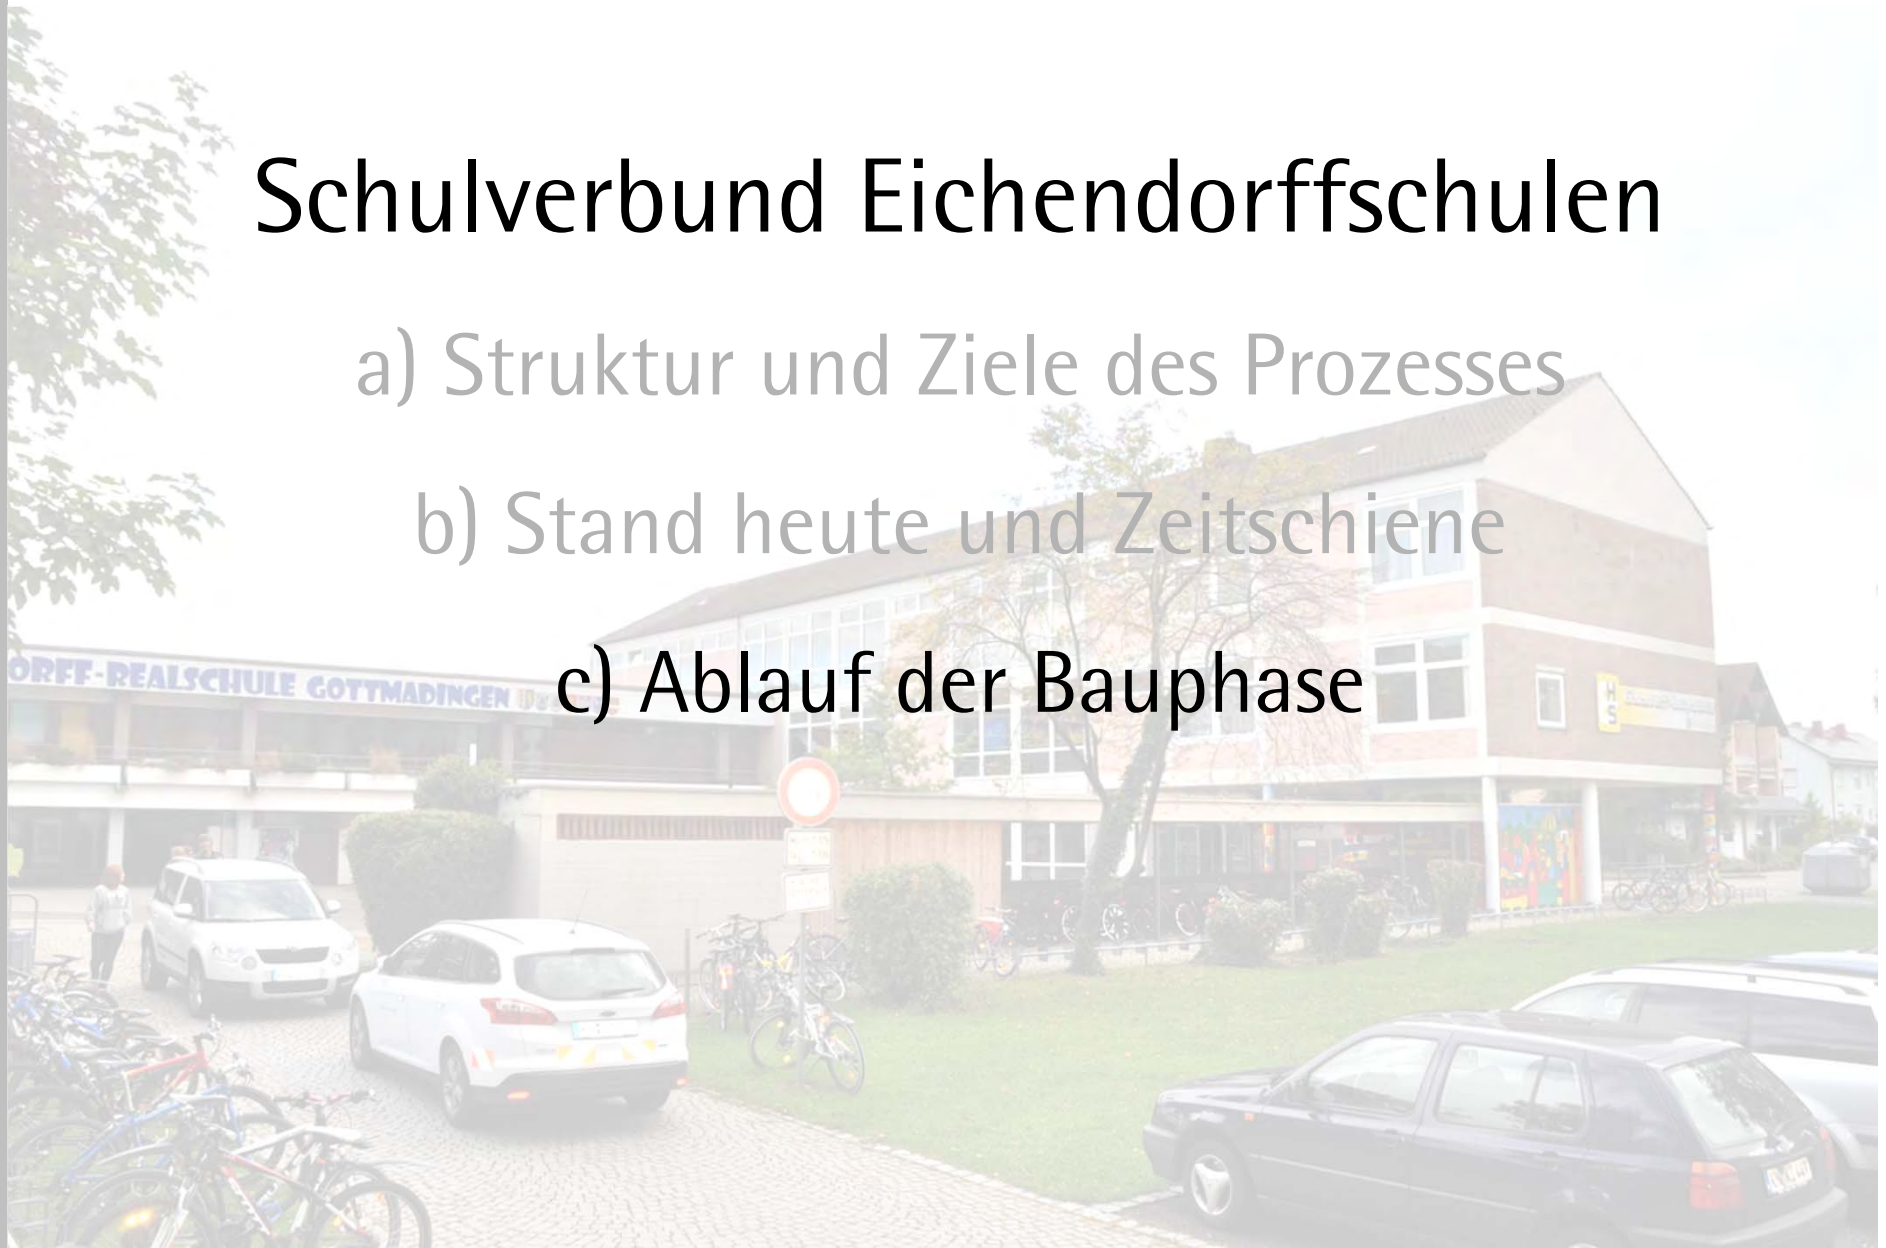 Schulverbund Eichendorffschulen
a) Struktur und Ziele des Prozesses
b) Stand heute und Zeitschiene
c) Ablauf der Bauphase
ORFF-REALSCHULE GOTTMADINGEN
H
S